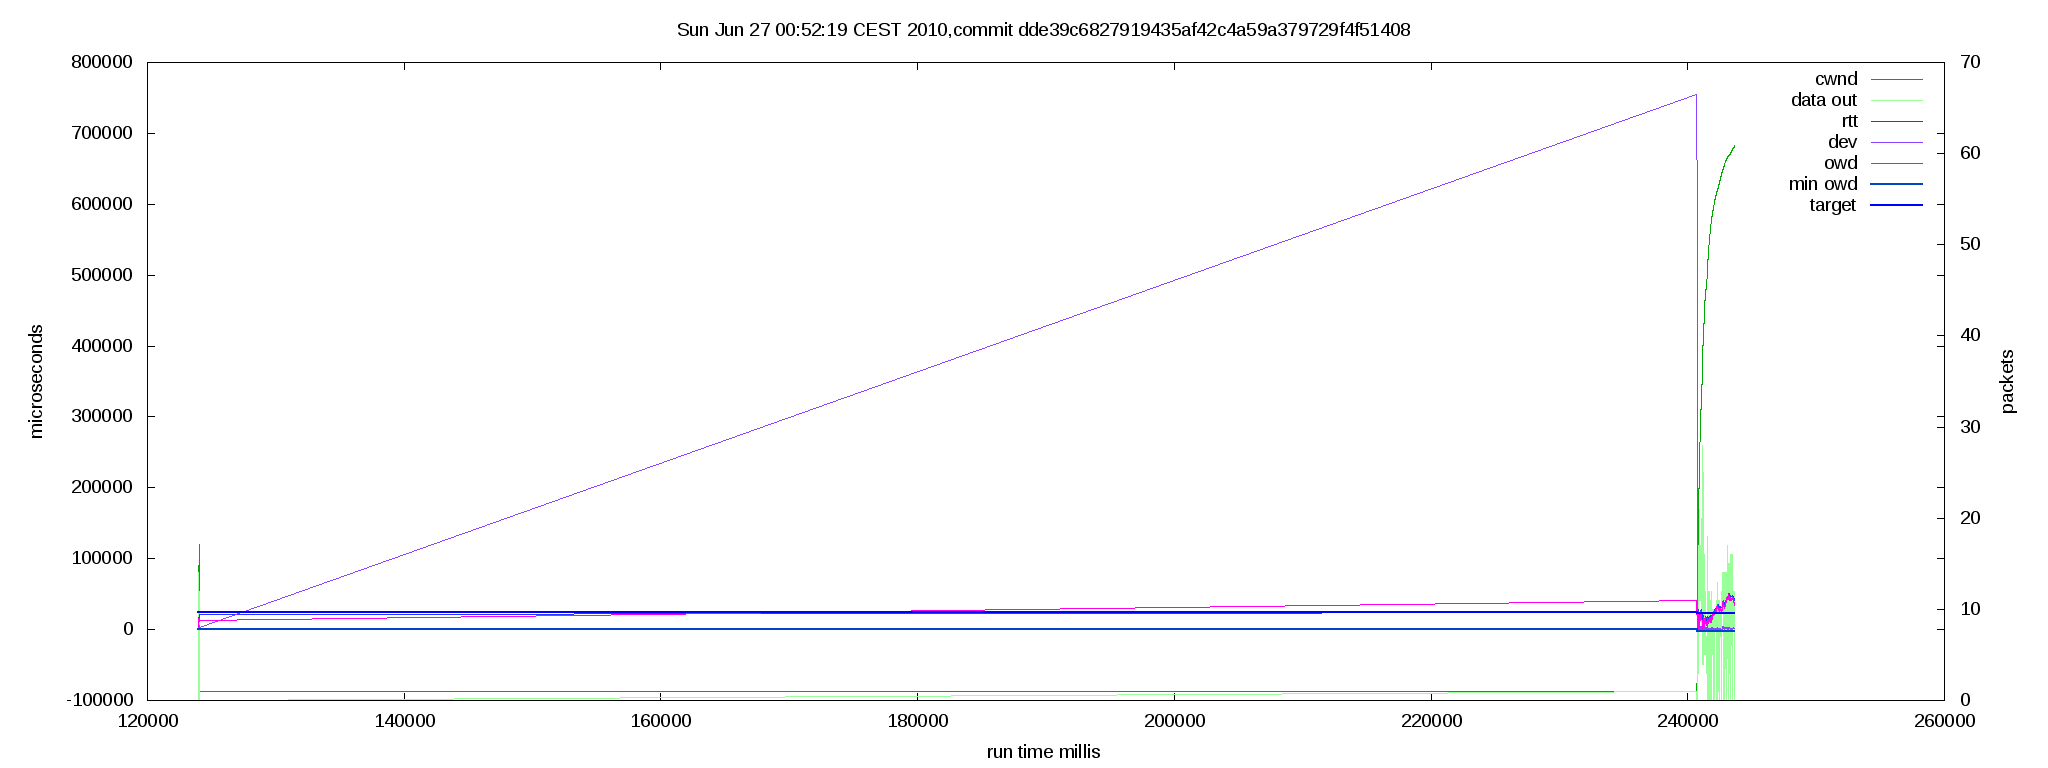 Sun Jun 27 00:52:19 CEST 2010,commit dde39c6827919435af42c4a59a379729f4f51408
800000
700000
600000
500000
400000
300000
200000
100000
0
-100000
microseconds
70
60
50
40
30
20
10
0
packets
cwnd
data out
rtt
dev
owd
min owd
target
120000 140000 160000 180000 200000 220000 240000 260000
run time millis